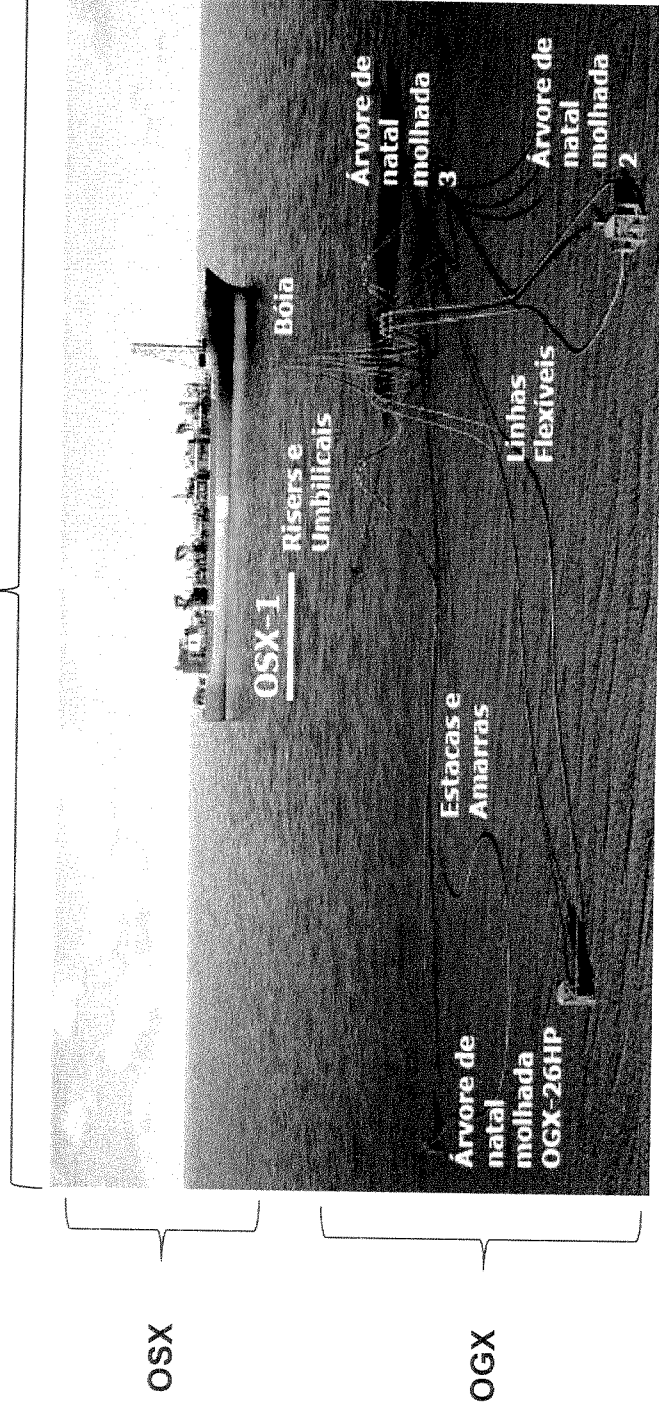 OSX
OGX
OSX-1
Risers e
Umbilicais
Bóia
Árvore de
natal
molhada
3
Árvore de
natal
molhada
2
Linhas
Flexíveis
Estacas e
Amarras
Árvore de
natal
molhada
OGX-26HP